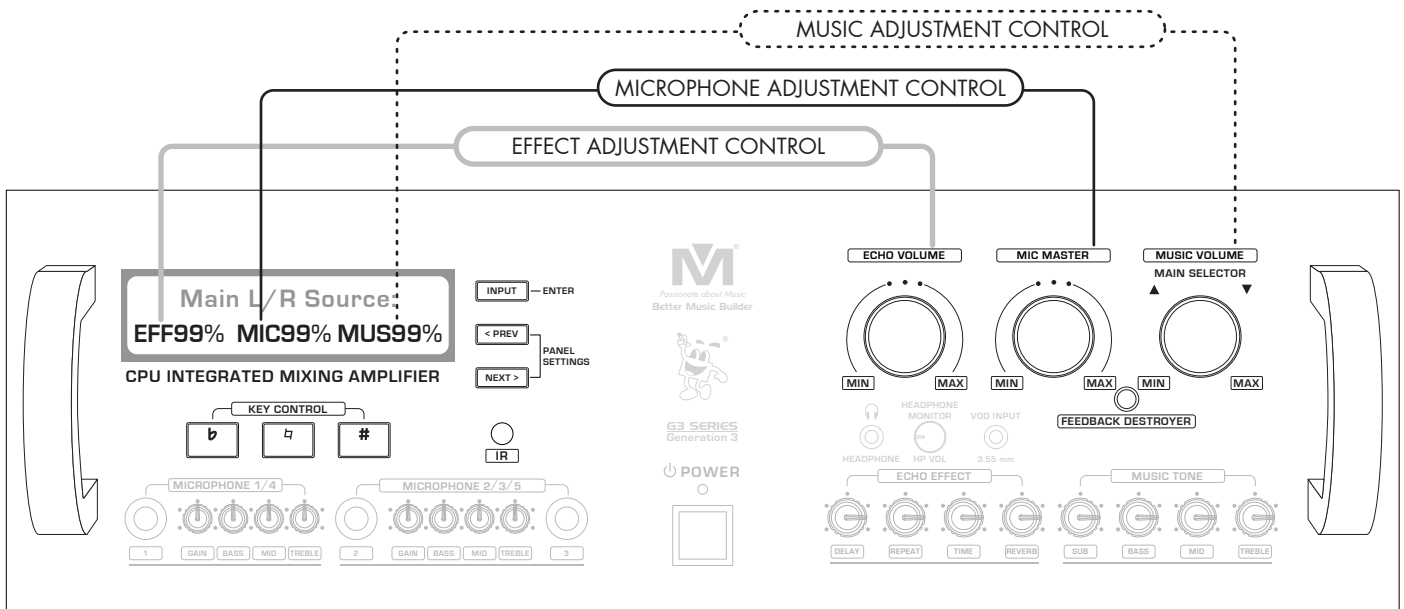 MUSIC ADJUSTMENT CONTROL
MICROPHONE ADJUSTMENT CONTROL
EFFECT ADJUSTMENT CONTROL
Main L/R Source:
EFF99% MIC99% MUS99%
CPU INTEGRATED MIXING AMPLIFIER
INPUT ENTER
< PREV
PANEL
SETTINGS
NEXT >
KEY CONTROL
♭ ♮ #
IR
MICROPHONE 1/4
1 GAIN BASS MID TREBLE
MICROPHONE 2/3/5
2 GAIN BASS MID TREBLE 3
M®
Passionate about Music
Better Music Builder
®
G3 SERIES
Generation 3
POWER
ECHO VOLUME
MIN MAX
MIC MASTER
MIN MAX
MUSIC VOLUME
MAIN SELECTOR
▲ ▼
MIN MAX
FEEDBACK DESTROYER
HEADPHONE
HEADPHONE
MONITOR
HP VOL
VOD INPUT
3.55 mm
ECHO EFFECT
DELAY REPEAT TIME REVERB
MUSIC TONE
SUB BASS MID TREBLE